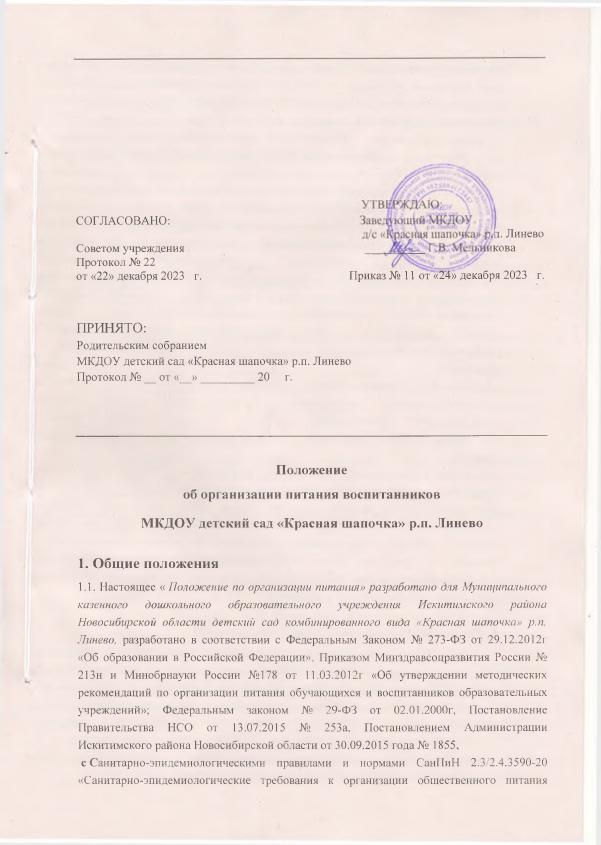 УТВЕРЖДАЮ:
СОГЛАСОВАНО: Заведующий МКДОУ
д/с «Красная шапочка» р.п. Линево
Советом учреждения Г.В. Мельникова
Протокол № 22
от «22» декабря 2023 г. Приказ № 11 от «24» декабря 2023 г.
ПРИНЯТО:
Родительским собранием
МКДОУ детский сад «Красная шапочка» р.п. Линево
Протокол № __ от «__» _________ 20 г.
Положение
об организации питания воспитанников
МКДОУ детский сад «Красная шапочка» р.п. Линево
1. Общие положения
1.1. Настоящее « Положение по организации питания» разработано для Муниципального
казенного дошкольного образовательного учреждения Искитимского района
Новосибирской области детский сад комбинированного вида «Красная шапочка» р.п.
Линево, разработано в соответствии с Федеральным Законом № 273-ФЗ от 29.12.2012г
«Об образовании в Российской Федерации». Приказом Минздравсоцразвития России №
213н и Минобрнауки России №178 от 11.03.2012г «Об утверждении методических
рекомендаций по организации питания обучающихся и воспитанников образовательных
учреждений»; Федеральным законом № 29-ФЗ от 02.01.2000г, Постановление
Правительства НСО от 13.07.2015 № 253а, Постановлением Администрации
Искитимского района Новосибирской области от 30.09.2015 года № 1855,
с Санитарно-эпидемиологическими правилами и нормами СанПиН 2.3/2.4.3590-20
«Санитарно-эпидемиологические требования к организации общественного питания